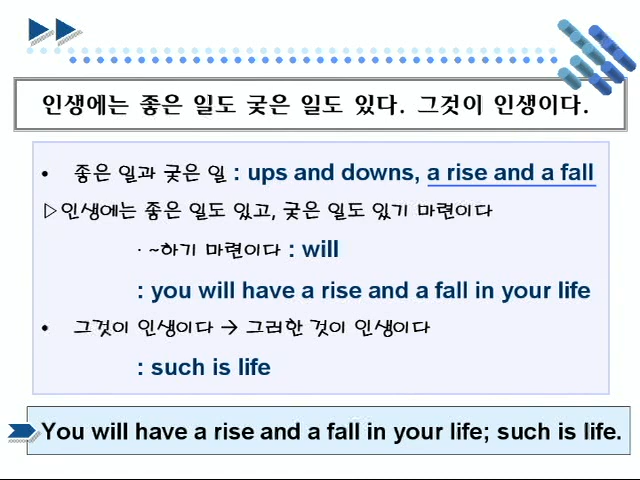 인생에는 좋은 일도 궂은 일도 있다. 그것이 인생이다.
• 좋은 일과 궂은 일 : ups and downs, a rise and a fall
▷인생에는 좋은 일도 있고, 궂은 일도 있기 마련이다
· ~하기 마련이다 : will
: you will have a rise and a fall in your life
• 그것이 인생이다 → 그러한 것이 인생이다
: such is life
You will have a rise and a fall in your life; such is life.